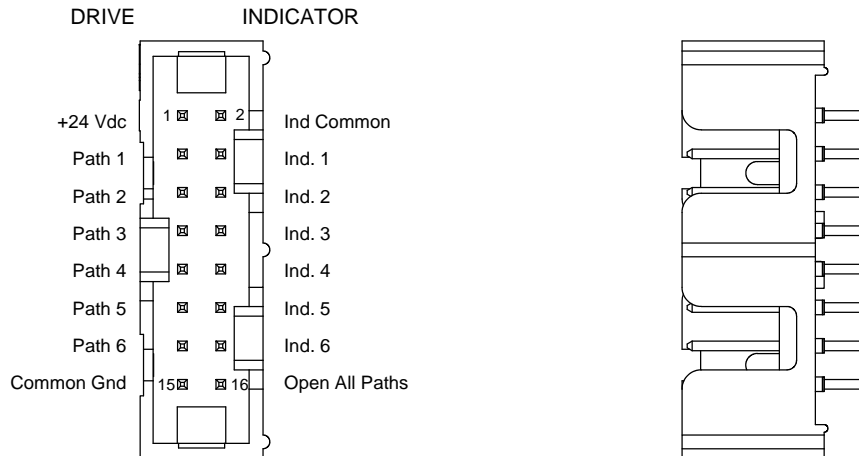 DRIVE INDICATOR
+24 Vdc 1 2 Ind Common
Path 1 Ind. 1
Path 2 Ind. 2
Path 3 Ind. 3
Path 4 Ind. 4
Path 5 Ind. 5
Path 6 Ind. 6
Common Gnd 15 16 Open All Paths